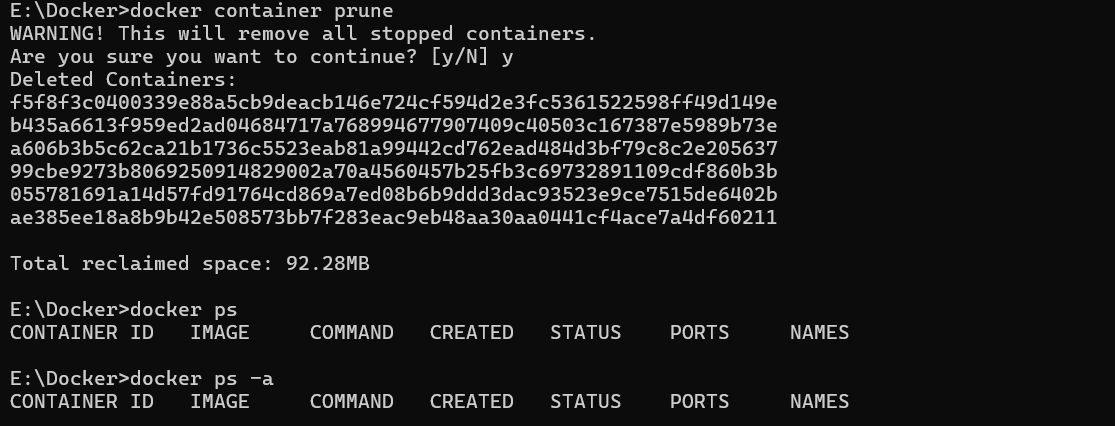 E:\Docker>docker container prune
WARNING! This will remove all stopped containers.
Are you sure you want to continue? [y/N] y
Deleted Containers:
f5f8f3c0400339e88a5cb9deacb146e724cf594d2e3fc5361522598ff49d149e
b435a6613f959ed2ad04684717a768994677907409c40503c167387e5989b73e
a606b3b5c62ca21b1736c5523eab81a99442cd762ead484d3bf79c8c2e205637
99cbe9273b8069250914829002a70a4560457b25fb3c69732891109cdf860b3b
055781691a14d57fd91764cd869a7ed08b6b9ddd3dac93523e9ce7515de6402b
ae385ee18a8b9b42e508573bb7f283eac9eb48aa30aa0441cf4ace7a4df60211
Total reclaimed space: 92.28MB
E:\Docker>docker ps
CONTAINER ID   IMAGE     COMMAND   CREATED   STATUS    PORTS     NAMES
E:\Docker>docker ps -a
CONTAINER ID   IMAGE     COMMAND   CREATED   STATUS    PORTS     NAMES